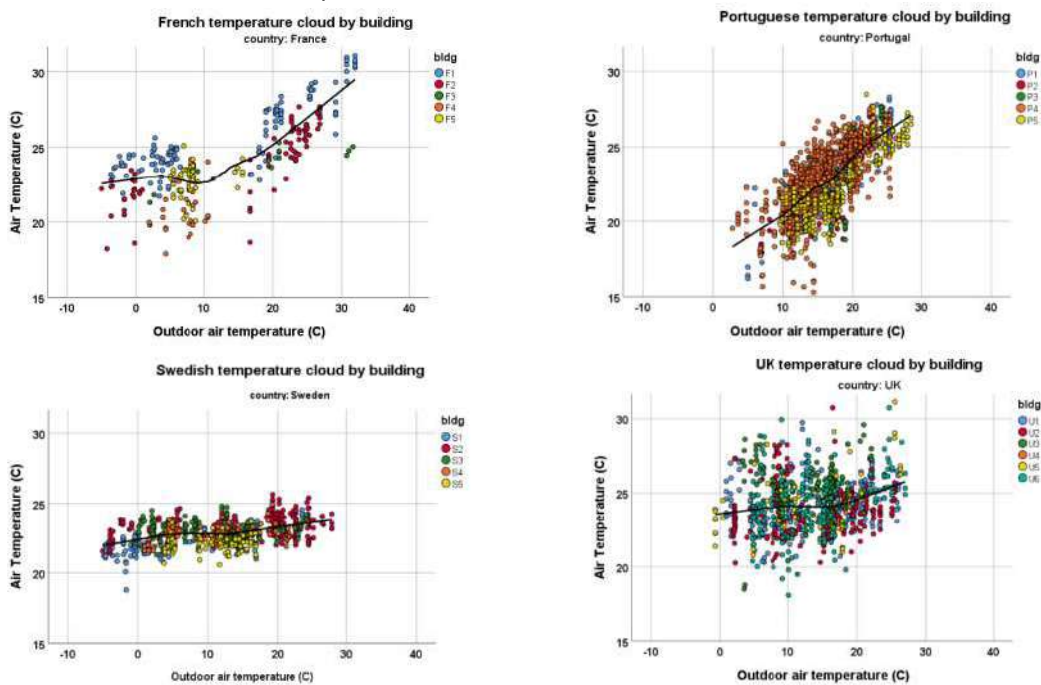 French temperature cloud by building
country: France
bldg
F1
F2
F3
F4
F5
Air Temperature (C)
30
25
20
15
-10
0
10
20
30
40
Outdoor air temperature (C)
Portuguese temperature cloud by building
country: Portugal
bldg
P1
P2
P3
P4
P5
Air Temperature (C)
30
25
20
15
-10
0
10
20
30
40
Outdoor air temperature (C)
Swedish temperature cloud by building
country: Sweden
bldg
S1
S2
S3
S4
S5
Air Temperature (C)
30
25
20
15
-10
0
10
20
30
40
Outdoor air temperature (C)
UK temperature cloud by building
country: UK
bldg
U1
U2
U3
U4
U5
U6
Air Temperature (C)
30
25
20
15
-10
0
10
20
30
40
Outdoor air temperature (C)